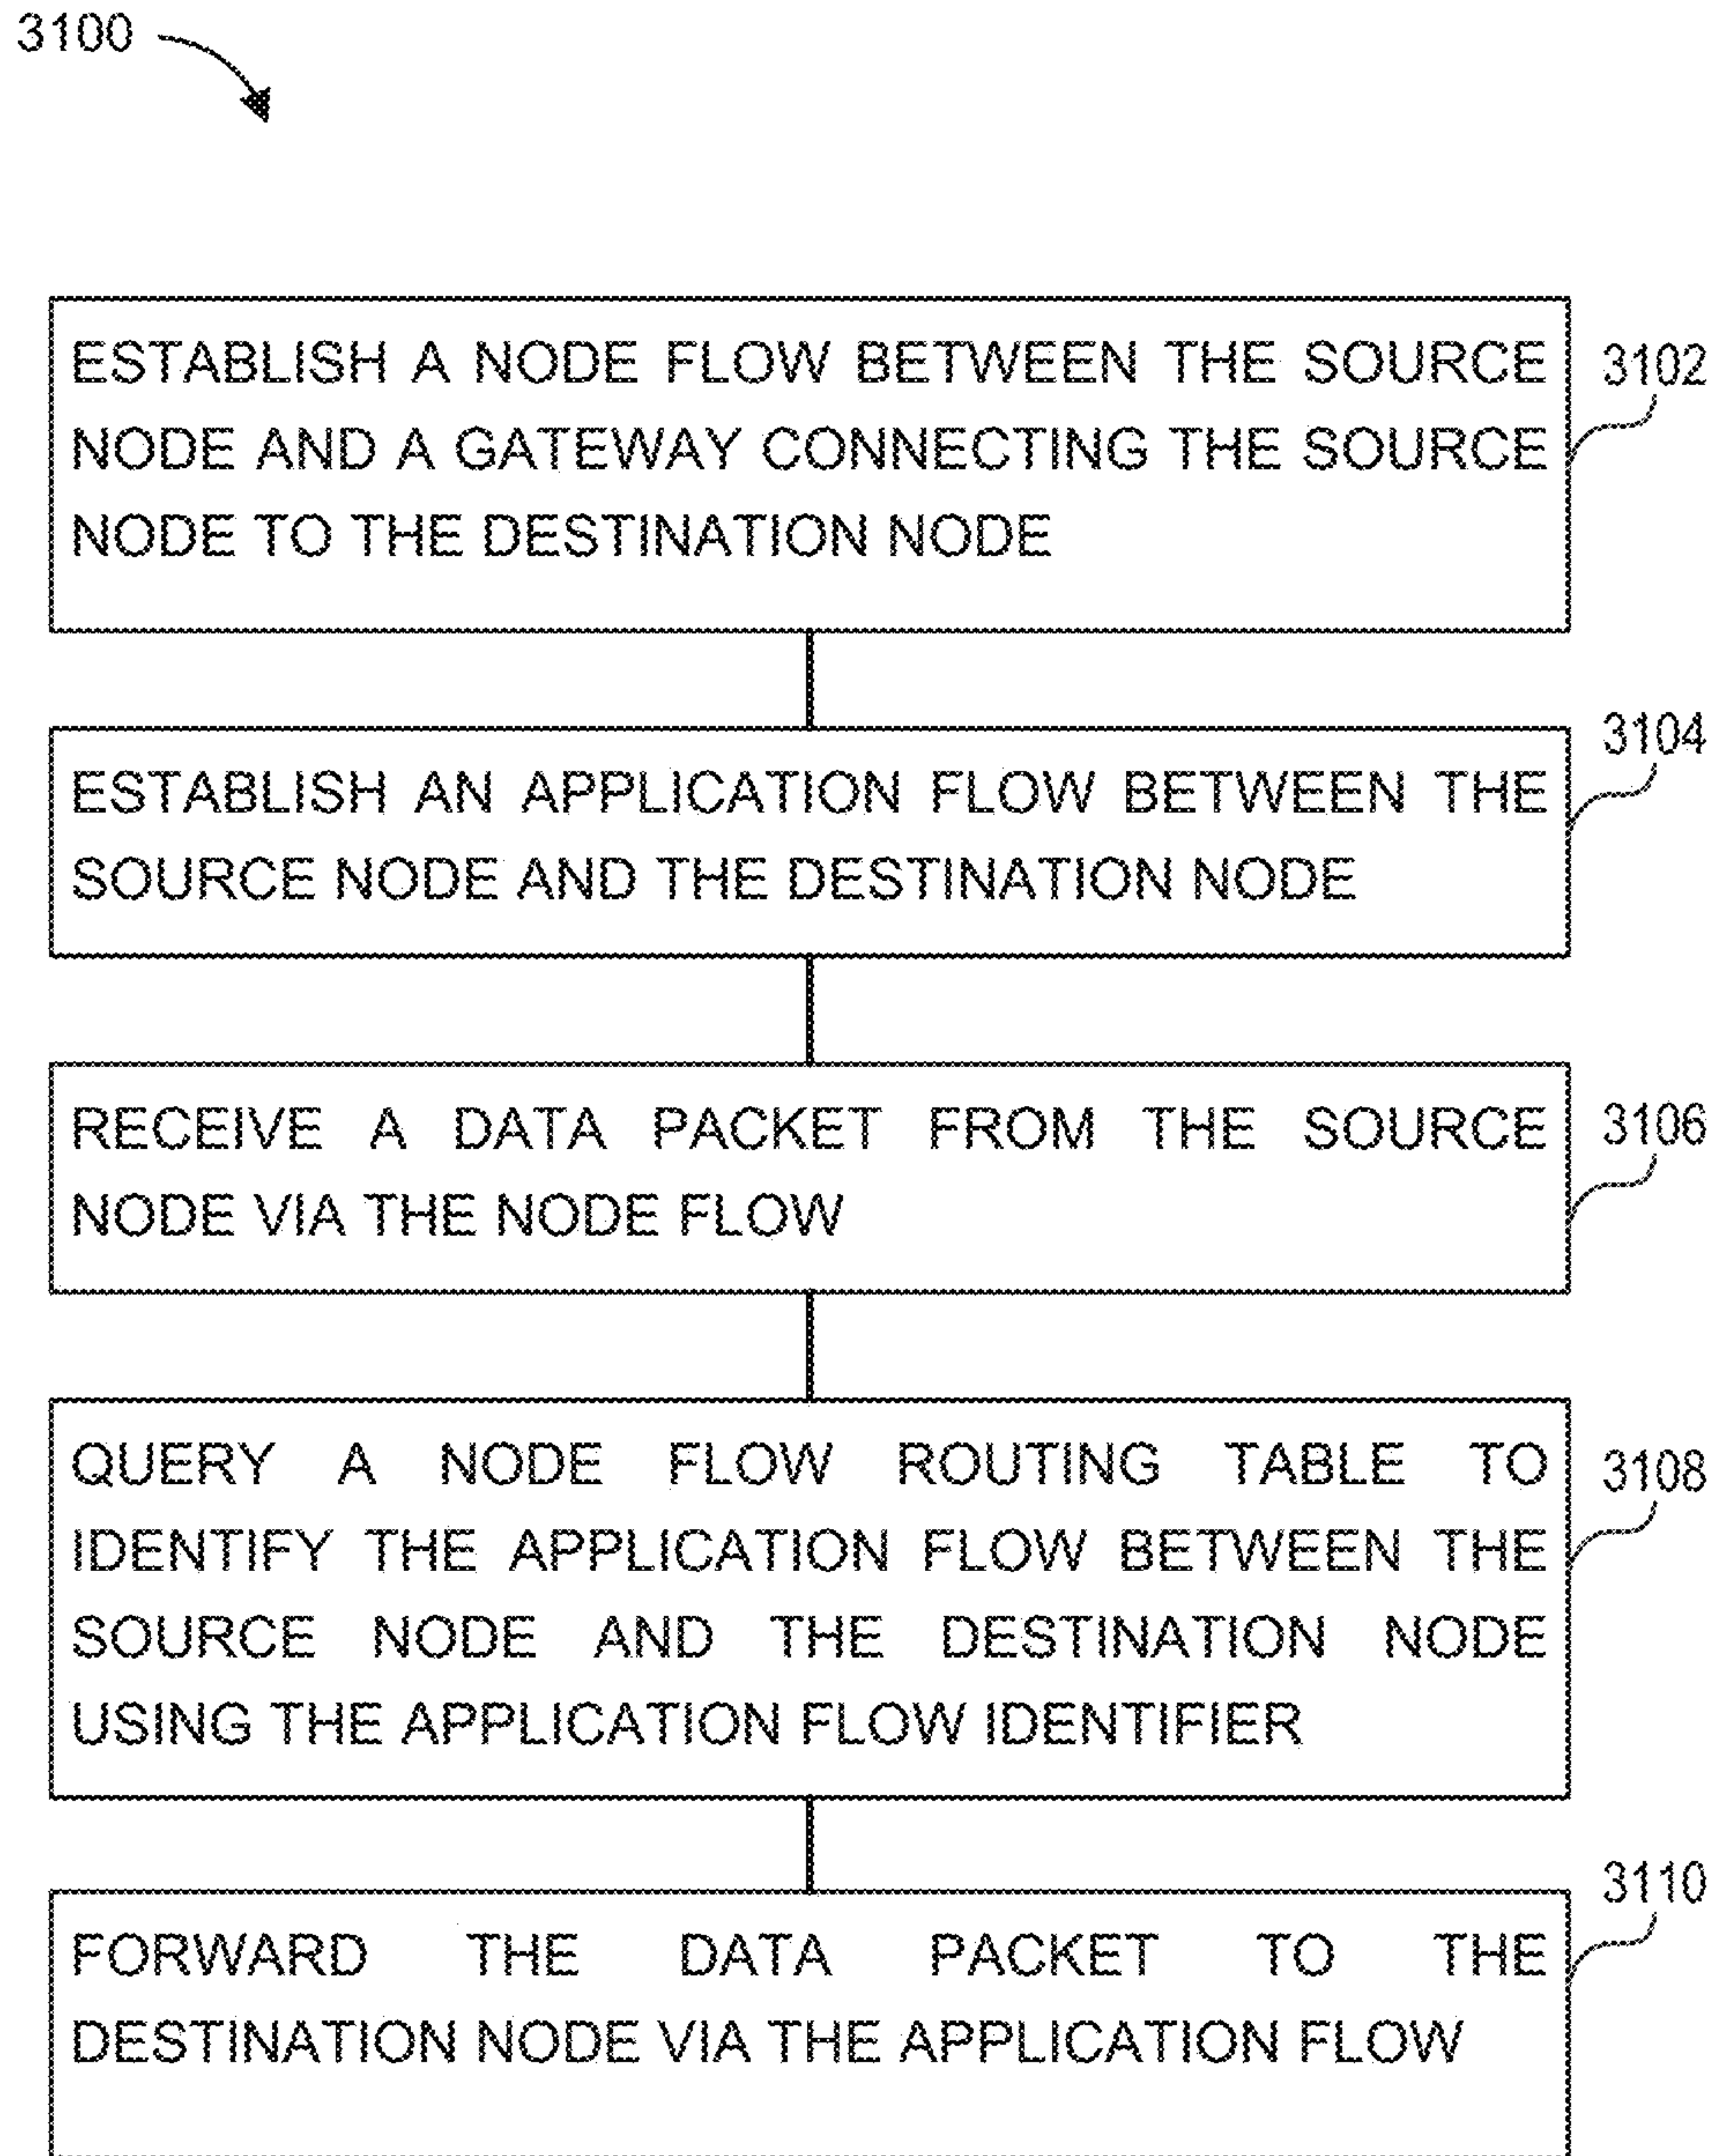 3100
ESTABLISH A NODE FLOW BETWEEN THE SOURCE
NODE AND A GATEWAY CONNECTING THE SOURCE
NODE TO THE DESTINATION NODE
3102
ESTABLISH AN APPLICATION FLOW BETWEEN THE
SOURCE NODE AND THE DESTINATION NODE
3104
RECEIVE A DATA PACKET FROM THE SOURCE
NODE VIA THE NODE FLOW
3106
QUERY A NODE FLOW ROUTING TABLE TO
IDENTIFY THE APPLICATION FLOW BETWEEN THE
SOURCE NODE AND THE DESTINATION NODE
USING THE APPLICATION FLOW IDENTIFIER
3108
FORWARD THE DATA PACKET TO THE
DESTINATION NODE VIA THE APPLICATION FLOW
3110